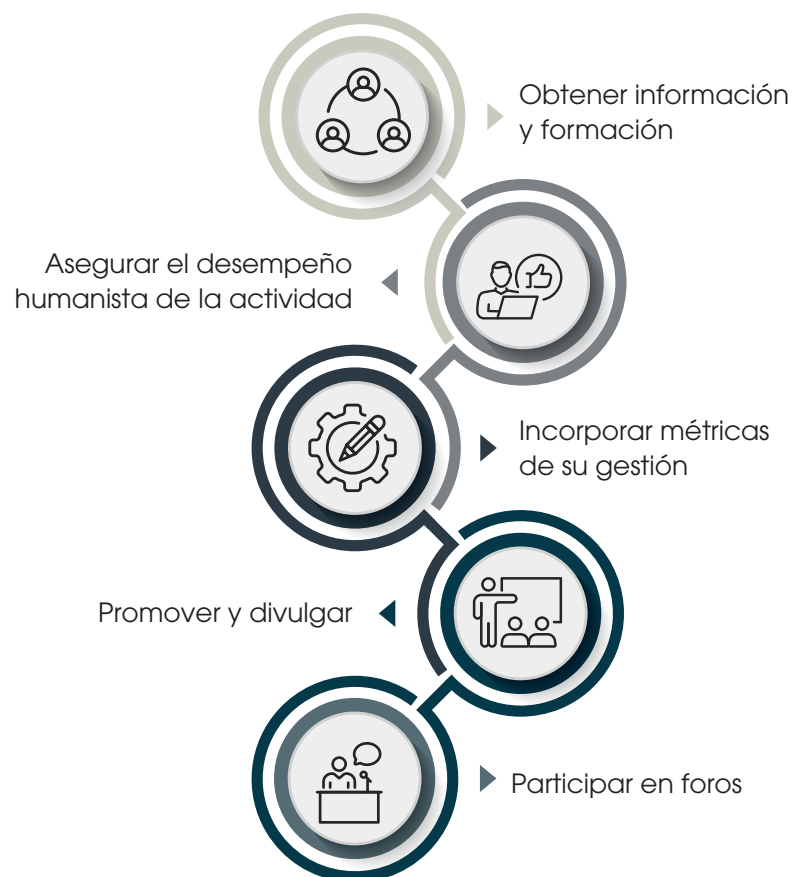 Obtener información
y formación
Asegurar el desempeño
humanista de la actividad
Incorporar métricas
de su gestión
Promover y divulgar
Participar en foros